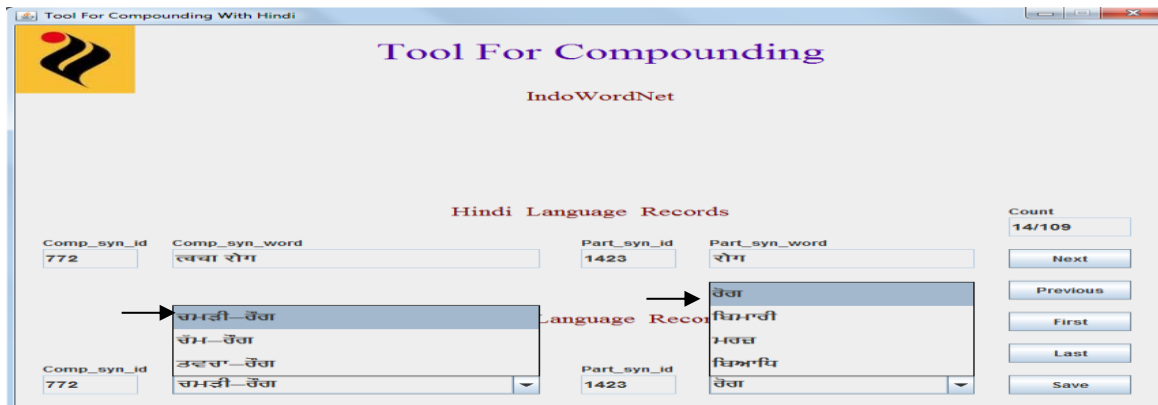 Tool For Compounding With Hindi
Tool For Compounding
IndoWordNet
Hindi Language Records
Count
14/109
Comp_syn_id Comp_syn_word Part_syn_id Part_syn_word
772 त्वचा रोग 1423 रोग
Next
Previous
First
Last
Save
ਚਮੜੀ–ਰੋਗ
ਚੱਮ–ਰੋਗ
ਤਵਚਾ–ਰੋਗ
Language
ਰੋਗ
ਬਿਮਾਰੀ
ਮਰਜ਼
ਬਿਆਧਿ
Comp_syn_id Part_syn_id
772 ਚਮੜੀ–ਰੋਗ 1423 ਰੋਗ